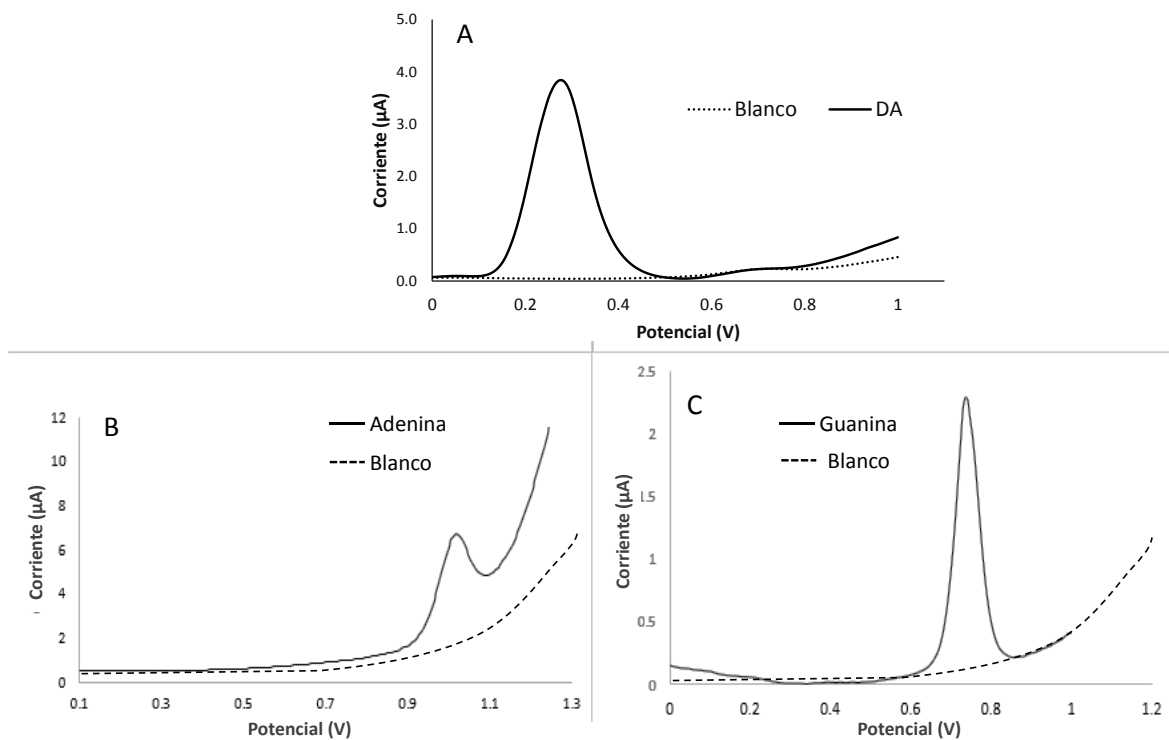 A
5.0
4.0
3.0
2.0
1.0
0.0
Corriente (µA)
Blanco DA
0 0.2 0.4 0.6 0.8 1
Potencial (V)
B
12
10
8
6
4
2
0
Corriente (µA)
Adenina
Blanco
0.1 0.3 0.5 0.7 0.9 1.1 1.3
Potencial (V)
C
2.5
2
1.5
1
0.5
0
Corriente (µA)
Guanina
Blanco
0 0.2 0.4 0.6 0.8 1 1.2
Potencial (V)